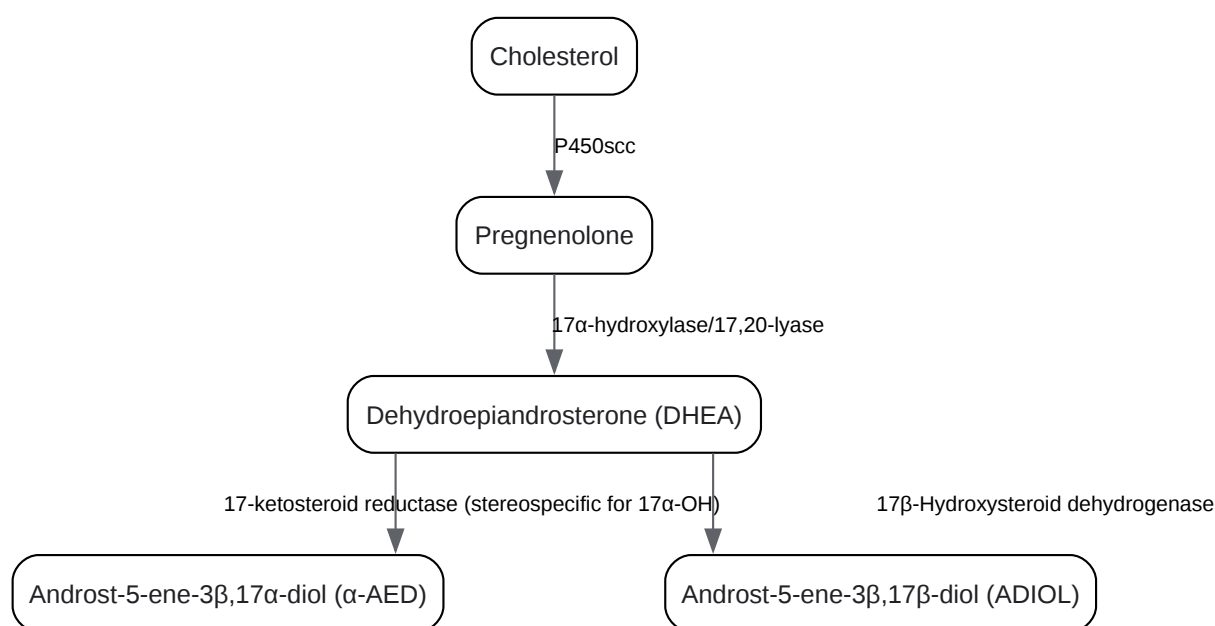 Cholesterol
P450scc
Pregnenolone
17α-hydroxylase/17,20-lyase
Dehydroepiandrosterone (DHEA)
17-ketosteroid reductase (stereospecific for 17α-OH)
17β-Hydroxysteroid dehydrogenase
Androst-5-ene-3β,17α-diol (α-AED)
Androst-5-ene-3β,17β-diol (ADIOL)